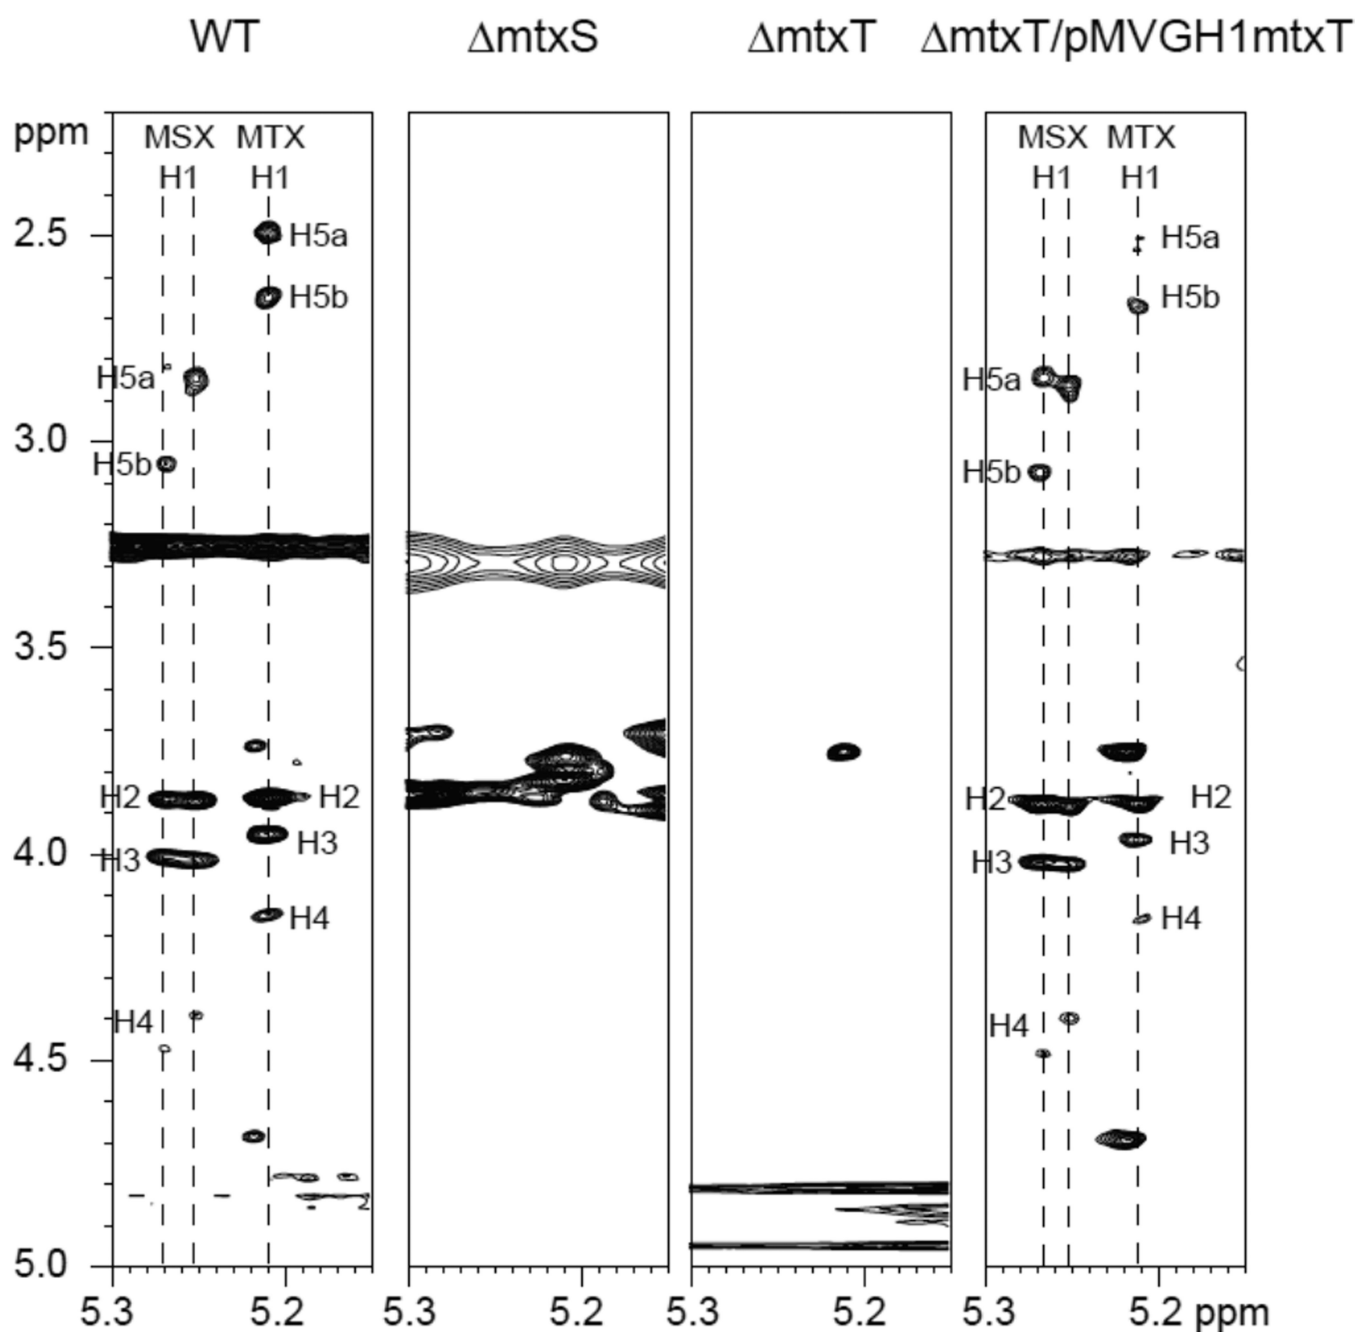 WT ΔmtxS ΔmtxT ΔmtxT/pMVGH1mtxT
ppm MSX MTX MSX MTX
H1 H1 H1 H1
2.5 H5a H5a
H5b H5b
H5a H5a
3.0
H5b H5b
3.5
H2 H2 H2 H2
4.0 H3 H3 H3 H3
H4 H4
H4 H4
4.5
5.0
5.3 5.2 5.3 5.2 5.3 5.2 5.3 5.2 ppm